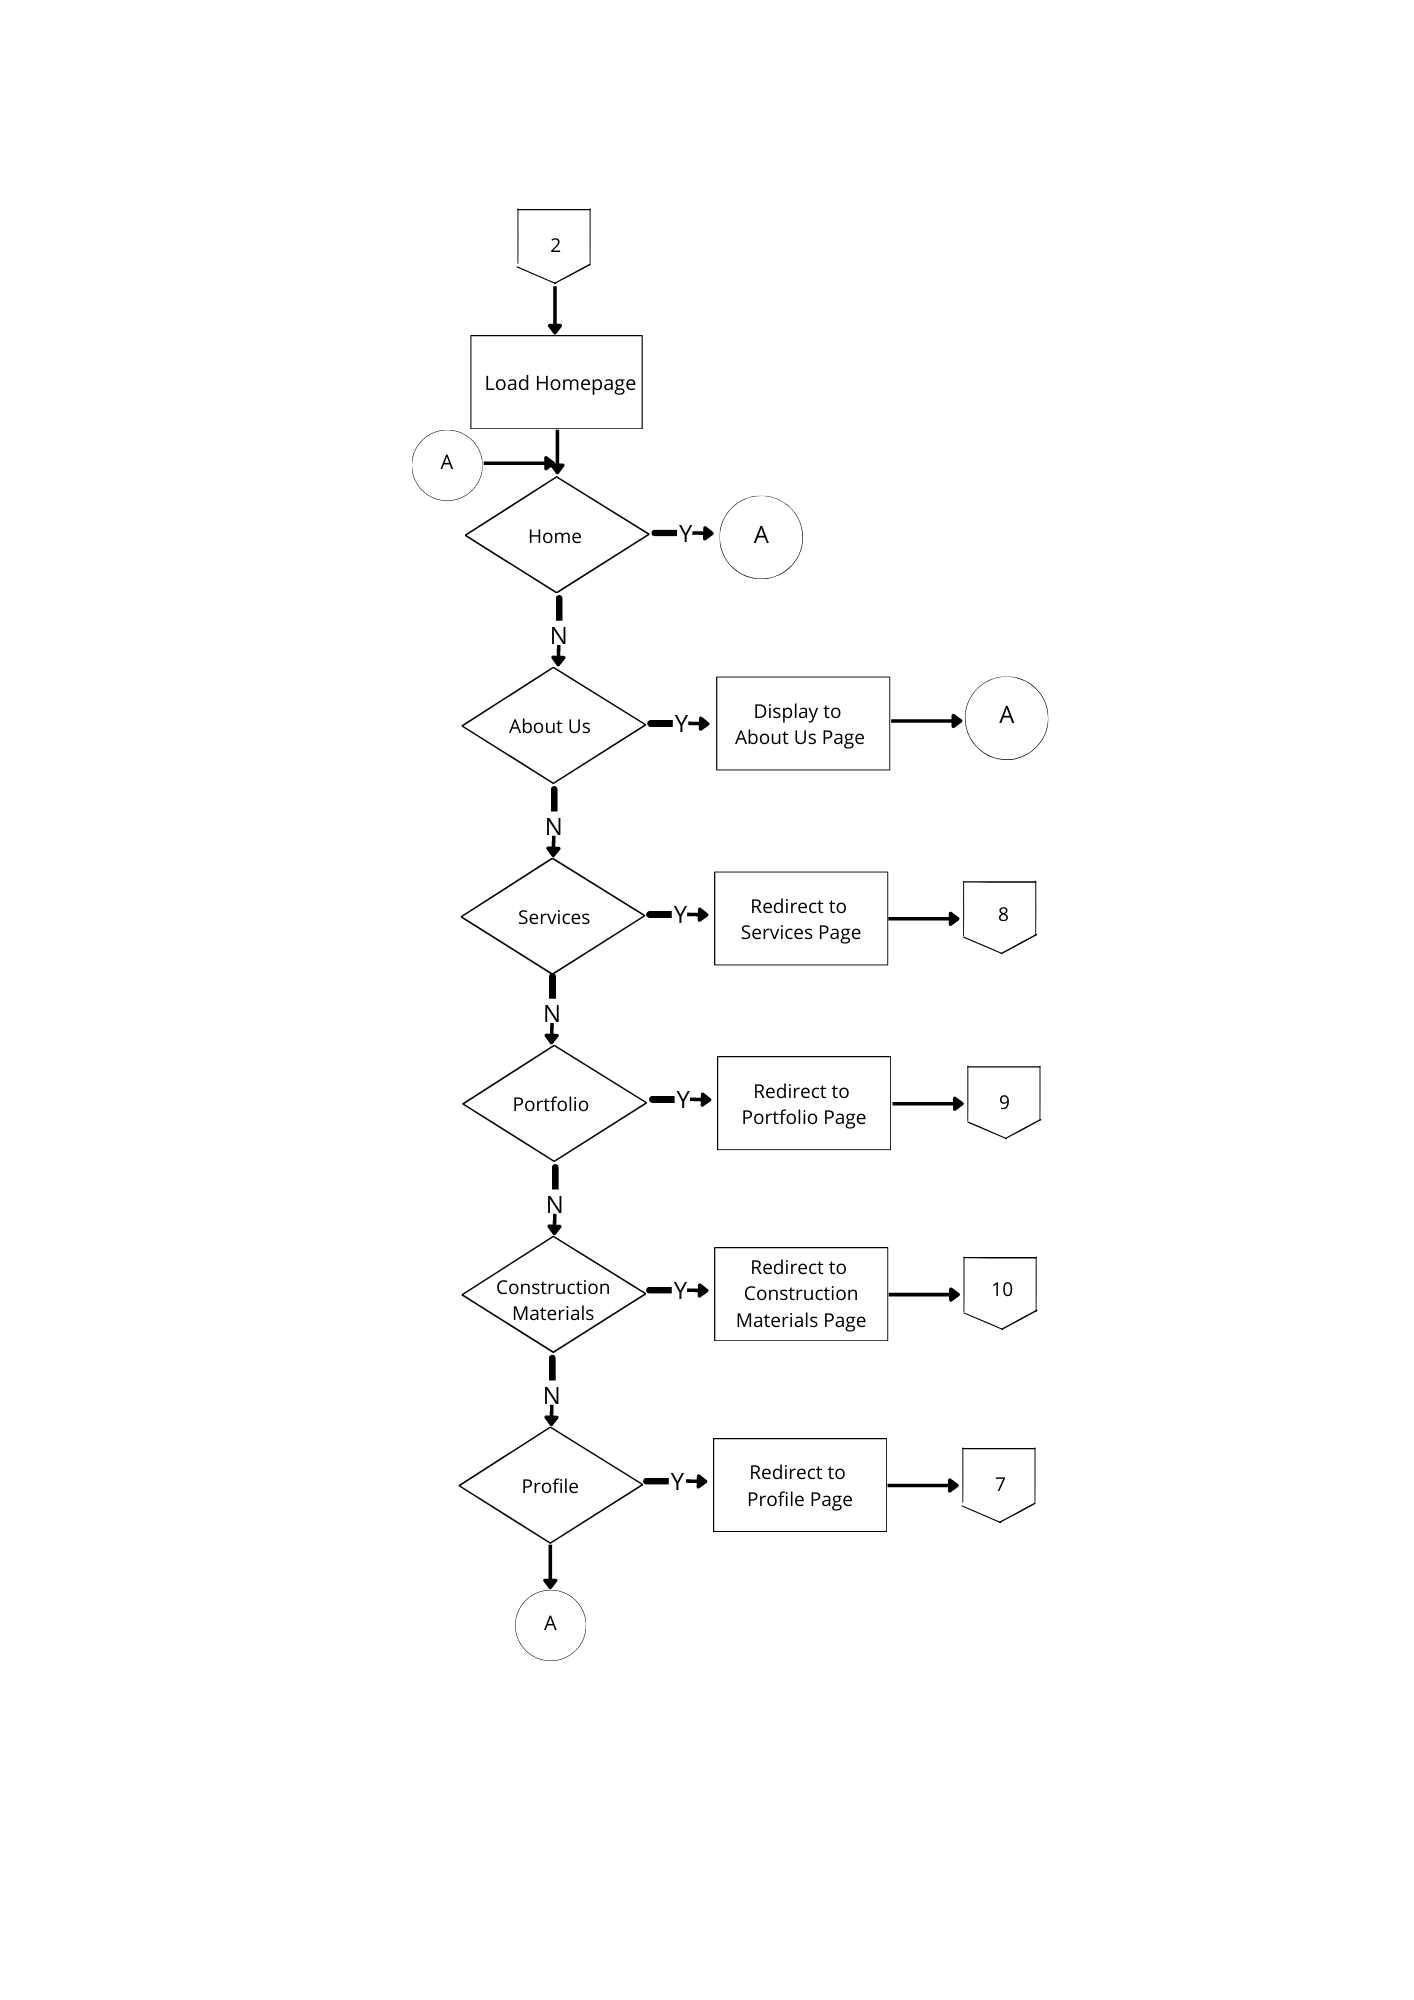 2
Load Homepage
A
Home
Y
A
N
About Us
Y
Display to
About Us Page
A
N
Services
Y
Redirect to
Services Page
8
N
Portfolio
Y
Redirect to
Portfolio Page
9
N
Construction
Materials
Y
Redirect to
Construction
Materials Page
10
N
Profile
Y
Redirect to
Profile Page
7
A